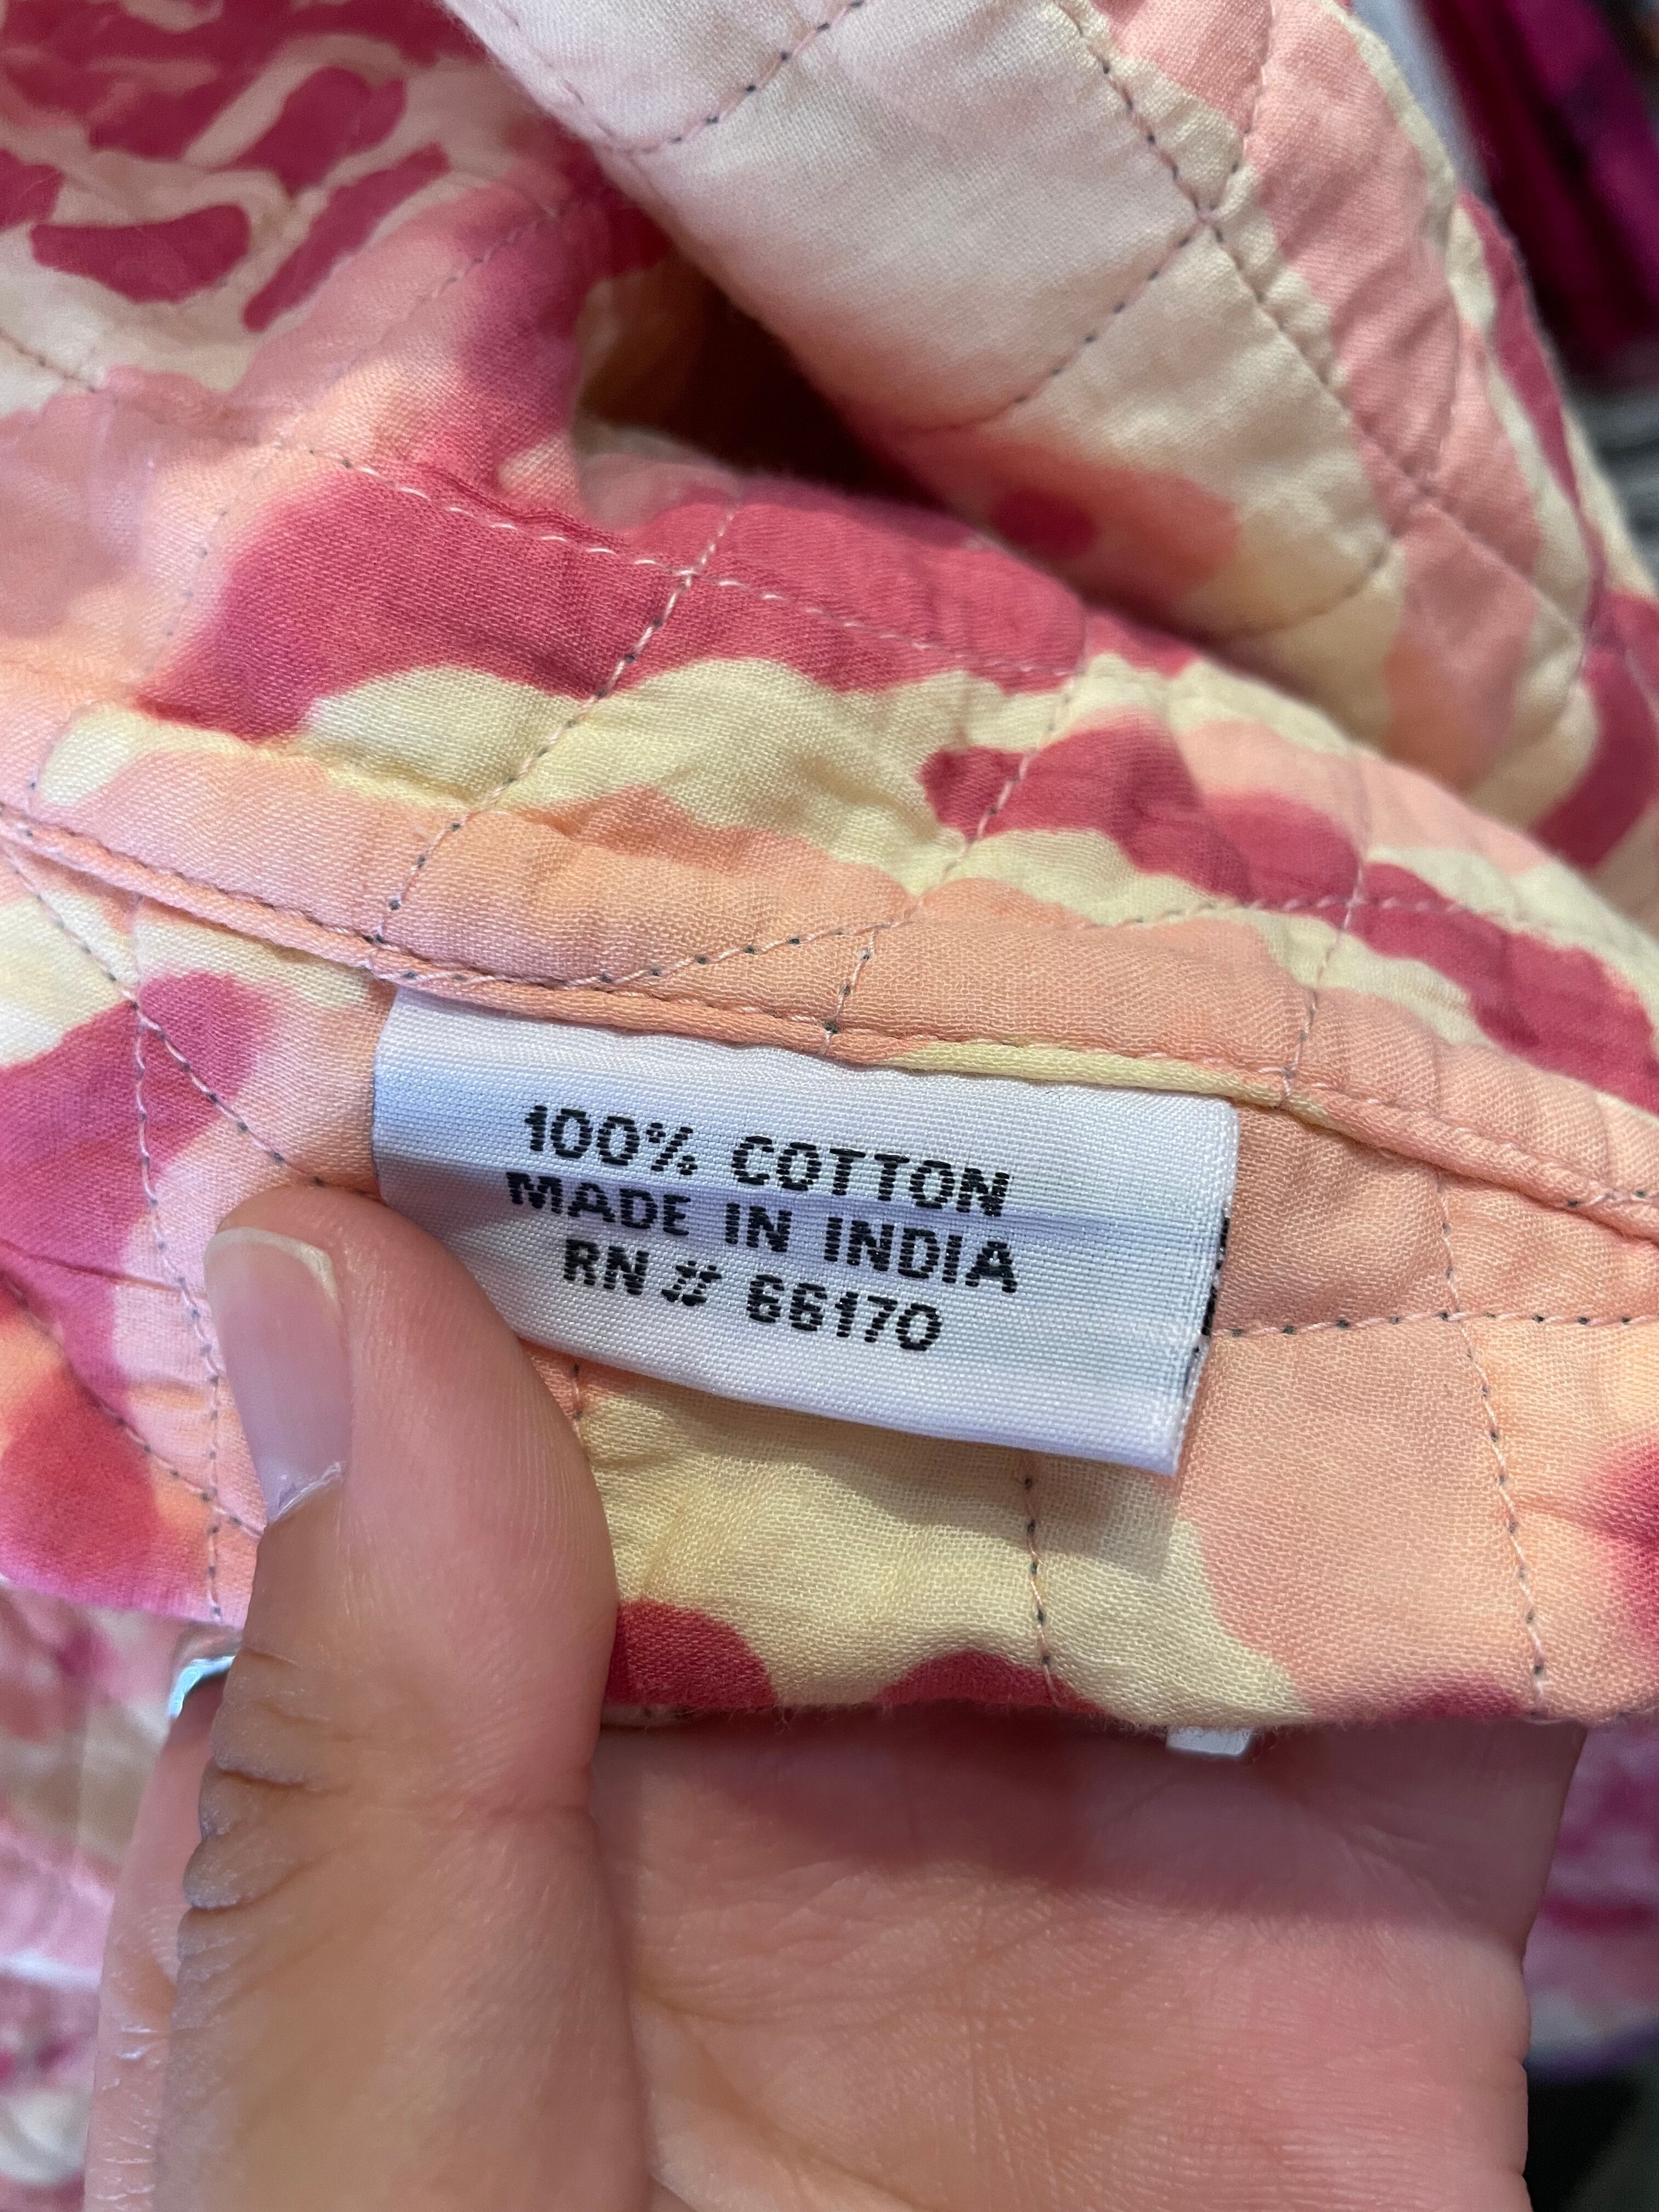 100% COTTON
MADE IN INDIA
RN # 66170